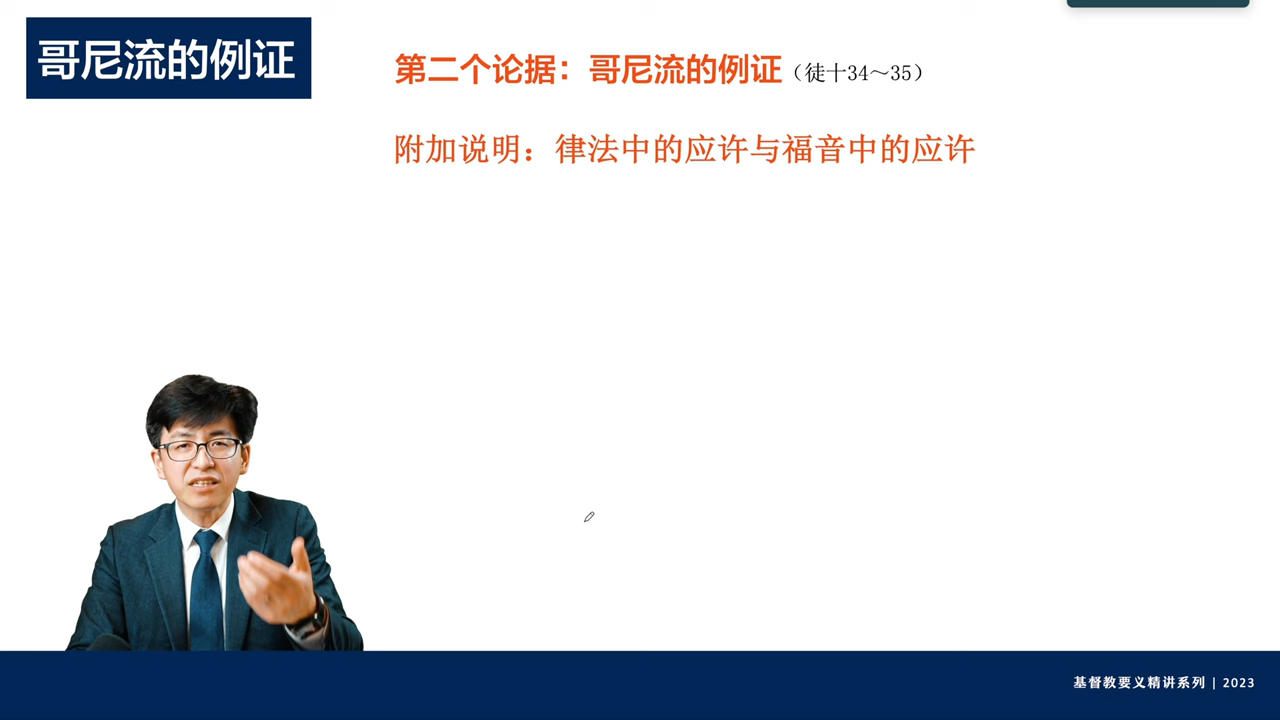 哥尼流的例证
第二个论据：哥尼流的例证（徒十34～35）
附加说明：律法中的应许与福音中的应许
基督教要义精讲系列 | 2023